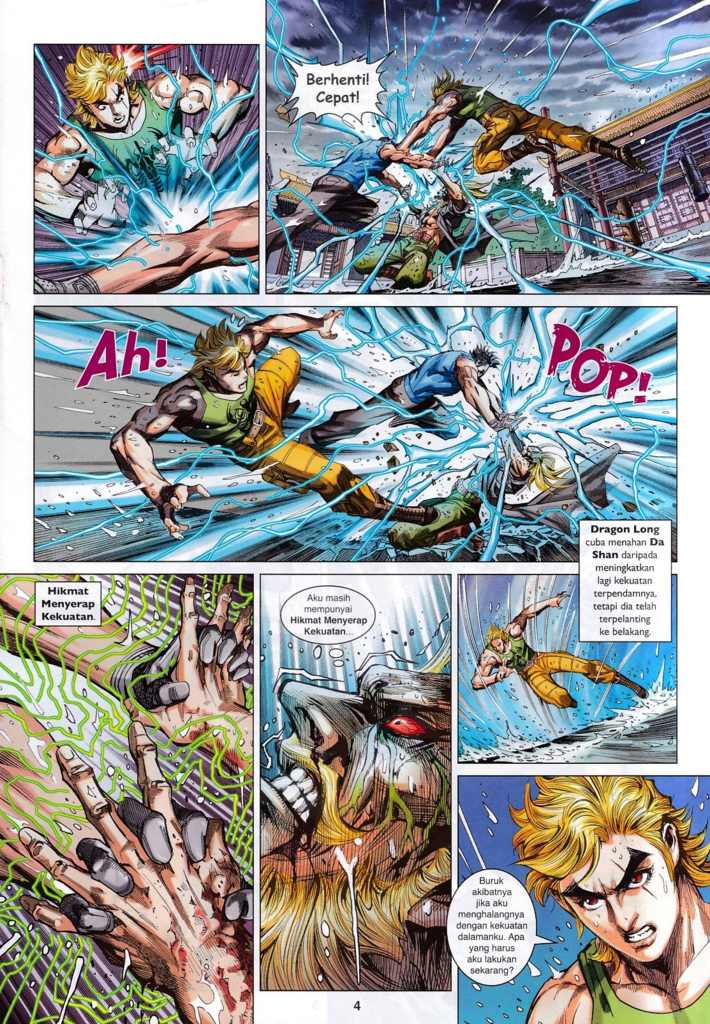 Berhenti!
Cepat!
Ah!
POP!
Dragon Long
cuba menahan Da
Shan daripada
meningkatkan
lagi kekuatan
terpendamnya,
tetapi dia telah
terpelanting
ke belakang.
Hikmat
Menyerap
Kekuatan.
Aku masih
mempunyai
Hikmat Menyerap
Kekuatan...
Buruk
akibatnya
jika aku
menghalangnya
dengan kekuatan
dalamanku. Apa
yang harus
aku lakukan
sekarang?
4